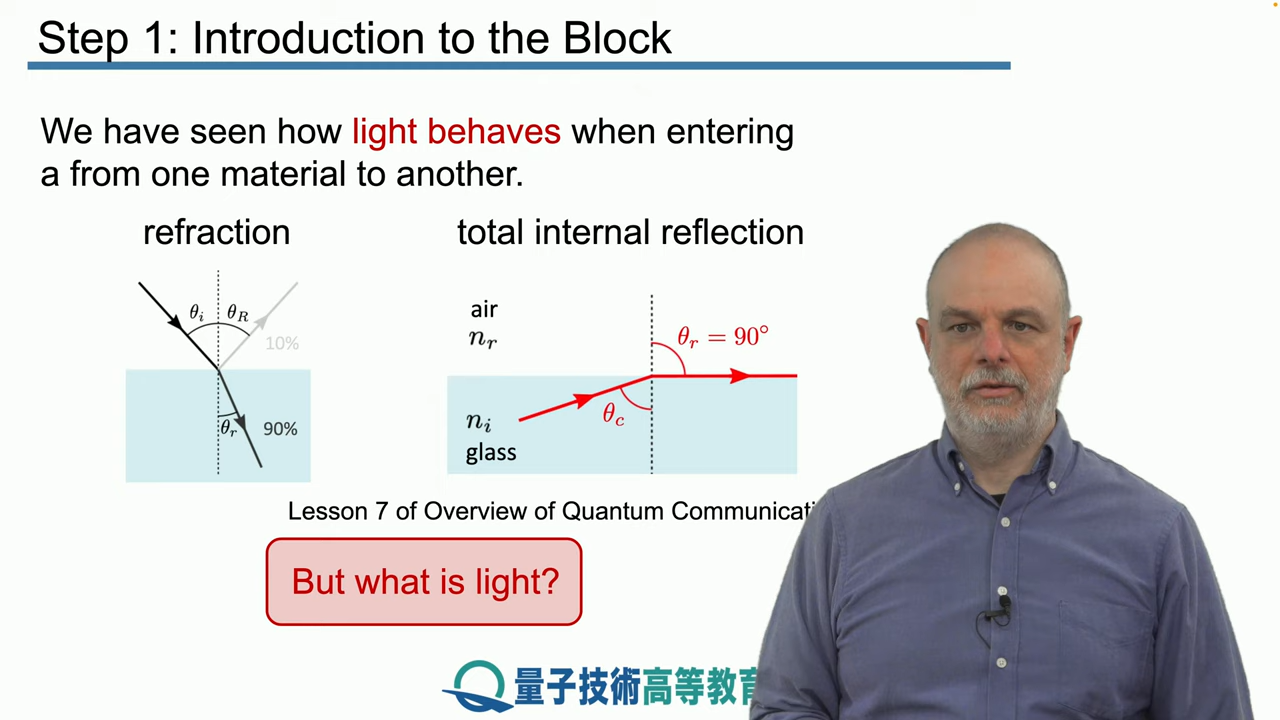 Step 1: Introduction to the Block
We have seen how light behaves when entering
a from one material to another.
refraction
total internal reflection
θi θR
10%
θr
90%
air
nr
θr = 90°
θc
ni
glass
Lesson 7 of Overview of Quantum
But what is light?
量子技術高等教育